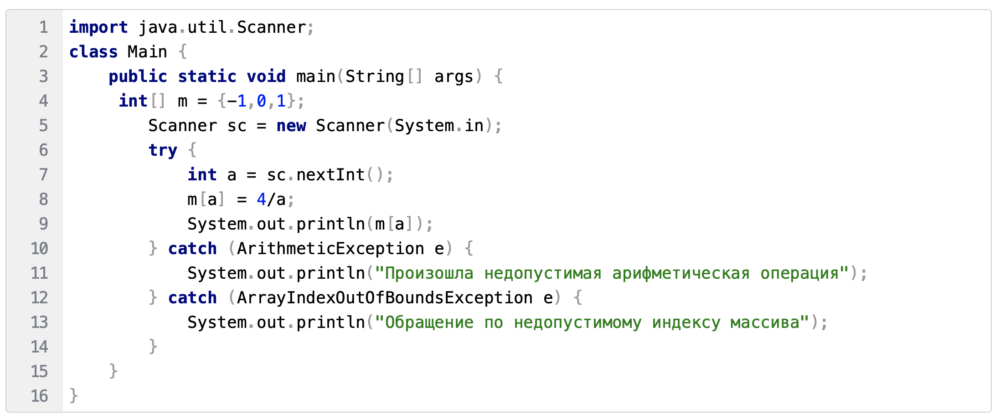 1 import java.util.Scanner;
2 class Main {
3     public static void main(String[] args) {
4      int[] m = {-1,0,1};
5         Scanner sc = new Scanner(System.in);
6         try {
7             int a = sc.nextInt();
8             m[a] = 4/a;
9             System.out.println(m[a]);
10         } catch (ArithmeticException e) {
11             System.out.println("Произошла недопустимая арифметическая операция");
12         } catch (ArrayIndexOutOfBoundsException e) {
13             System.out.println("Обращение по недопустимому индексу массива");
14         }
15     }
16 }